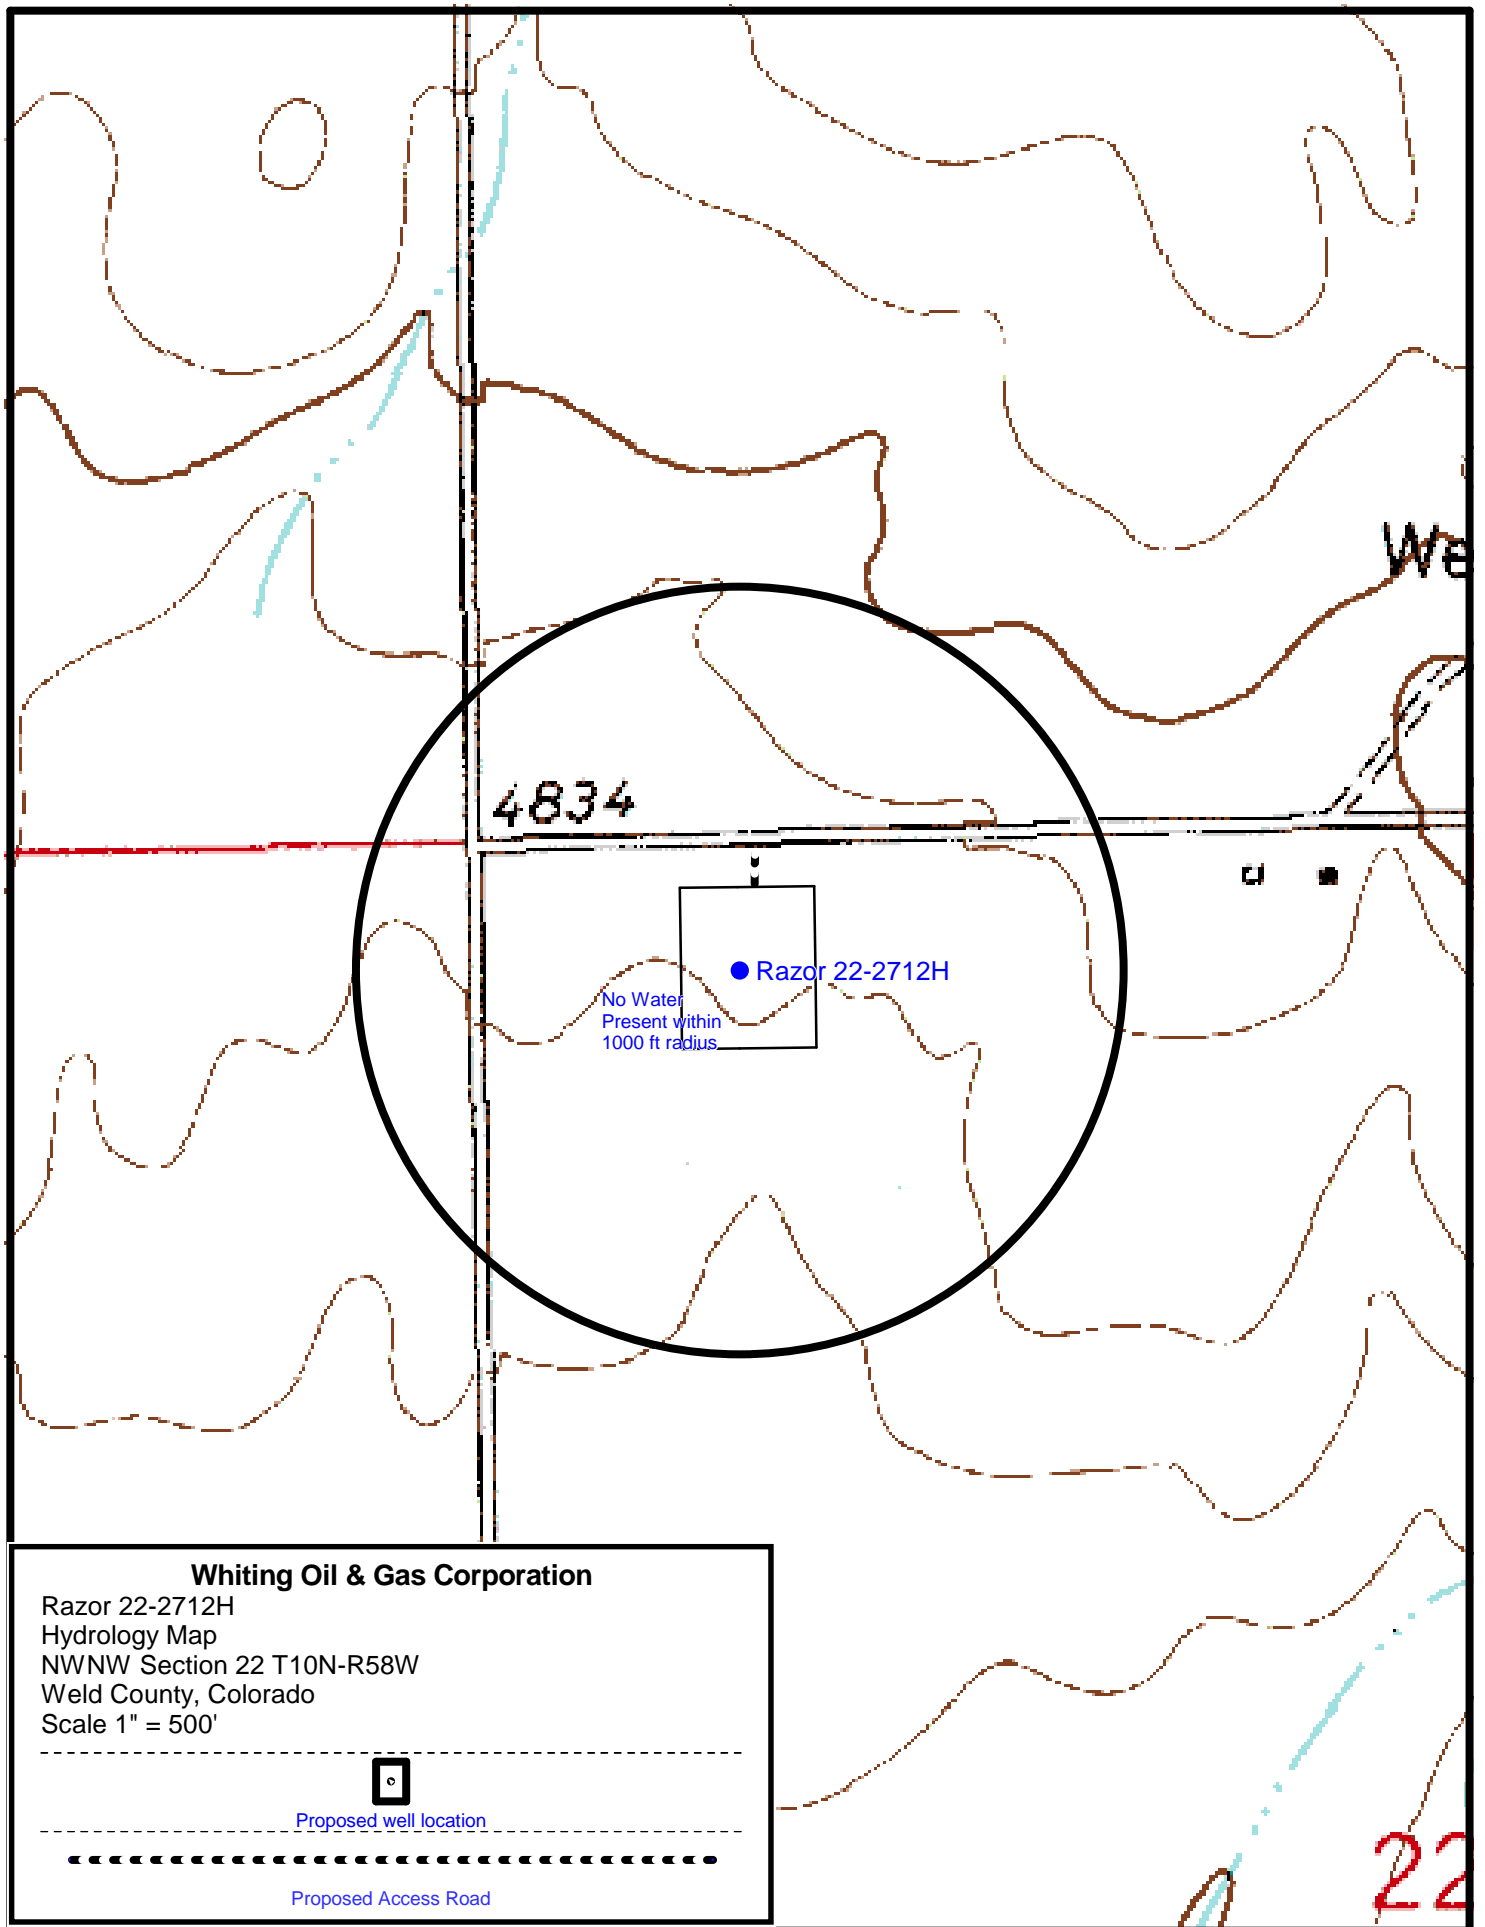 We
4834
Razor 22-2712H
No Water
Present within
1000 ft radius
Whiting Oil & Gas Corporation
Razor 22-2712H
Hydrology Map
NWNW Section 22 T10N-R58W
Weld County, Colorado
Scale 1" = 500'
Proposed well location
Proposed Access Road
22